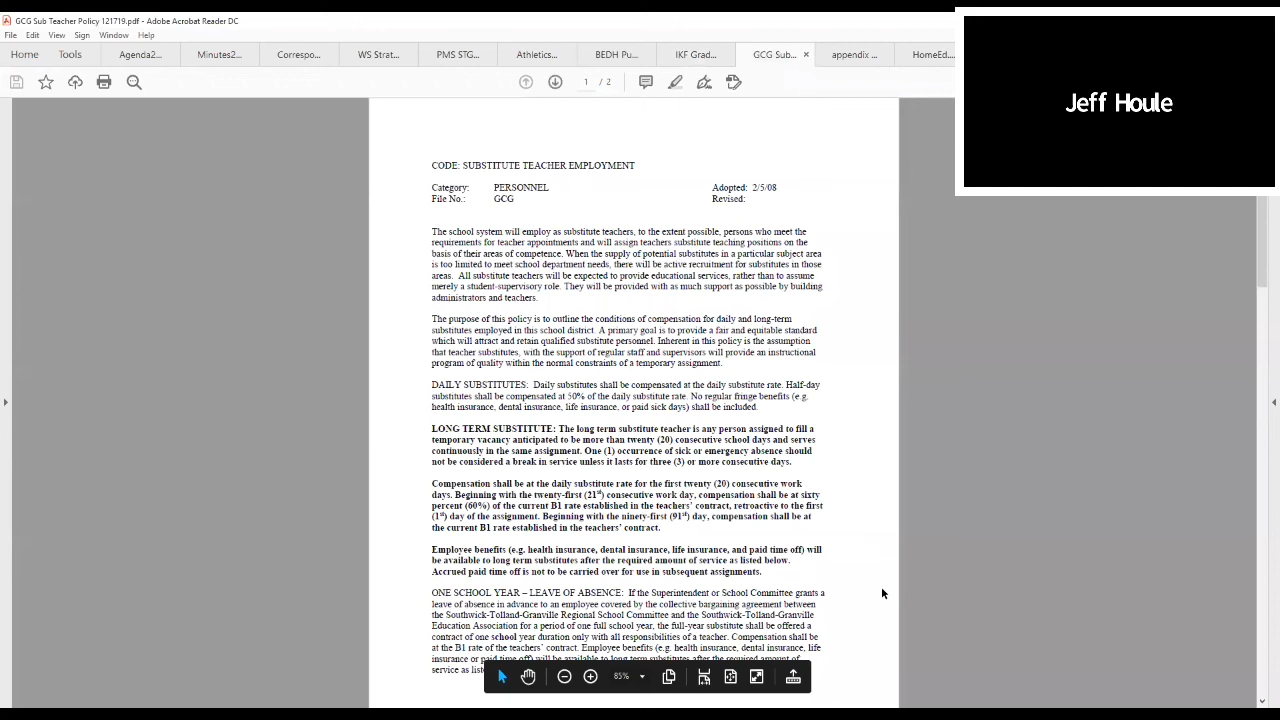 GCG Sub Teacher Policy 121719.pdf - Adobe Acrobat Reader DC
File Edit View Sign Window Help
Home Tools Agenda2... Minutes2... Correspo... WS Strat... PMS STG... Athletics... BEDH Pu... IKF Grad... GCG Sub... × appendix ... HomeEd...
1 / 2
Jeff Houle
CODE: SUBSTITUTE TEACHER EMPLOYMENT
Category: PERSONNEL Adopted: 2/5/08
File No.: GCG Revised:
The school system will employ as substitute teachers, to the extent possible, persons who meet the
requirements for teacher appointments and will assign teachers substitute teaching positions on the
basis of their areas of competence. When the supply of potential substitutes in a particular subject area
is too limited to meet school department needs, there will be active recruitment for substitutes in those
areas. All substitute teachers will be expected to provide educational services, rather than to assume
merely a student-supervisory role. They will be provided with as much support as possible by building
administrators and teachers.
The purpose of this policy is to outline the conditions of compensation for daily and long-term
substitutes employed in this school district. A primary goal is to provide a fair and equitable standard
which will attract and retain qualified substitute personnel. Inherent in this policy is the assumption
that teacher substitutes, with the support of regular staff and supervisors will provide an instructional
program of quality within the normal constraints of a temporary assignment.
DAILY SUBSTITUTES: Daily substitutes shall be compensated at the daily substitute rate. Half-day
substitutes shall be compensated at 50% of the daily substitute rate. No regular fringe benefits (e.g.
health insurance, dental insurance, life insurance, or paid sick days) shall be included.
LONG TERM SUBSTITUTE: The long term substitute teacher is any person assigned to fill a
temporary vacancy anticipated to be more than twenty (20) consecutive school days and serves
continuously in the same assignment. One (1) occurrence of sick or emergency absence should
not be considered a break in service unless it lasts for three (3) or more consecutive days.
Compensation shall be at the daily substitute rate for the first twenty (20) consecutive work
days. Beginning with the twenty-first (21st) consecutive work day, compensation shall be at sixty
percent (60%) of the current B1 rate established in the teachers' contract, retroactive to the first
(1st) day of the assignment. Beginning with the ninety-first (91st) day, compensation shall be at
the current B1 rate established in the teachers' contract.
Employee benefits (e.g. health insurance, dental insurance, life insurance, and paid time off) will
be available to long term substitutes after the required amount of service as listed below.
Accrued paid time off is not to be carried over for use in subsequent assignments.
ONE SCHOOL YEAR – LEAVE OF ABSENCE: If the Superintendent or School Committee grants a
leave of absence in advance to an employee covered by the collective bargaining agreement between
the Southwick-Tolland-Granville Regional School Committee and the Southwick-Tolland-Granville
Education Association for a period of one full school year, the full-year substitute shall be offered a
contract of one school year duration only with all responsibilities of a teacher. Compensation shall be
at the B1 rate of the teachers' contract. Employee benefits (e.g. health insurance, dental insurance, life
insurance or paid time off) will be available to long term substitutes after the required amount of
service as
85%